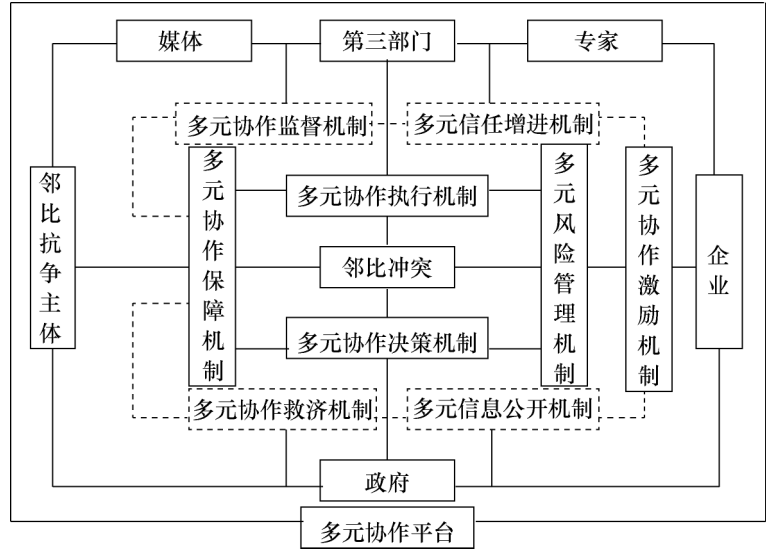 媒体
第三部门
专家
多元协作监督机制
多元信任增进机制
邻比抗争主体
多元协作保障机制
多元协作执行机制
多元风险管理机制
多元协作激励机制
企业
邻比冲突
多元协作决策机制
多元协作救济机制
多元信息公开机制
政府
多元协作平台